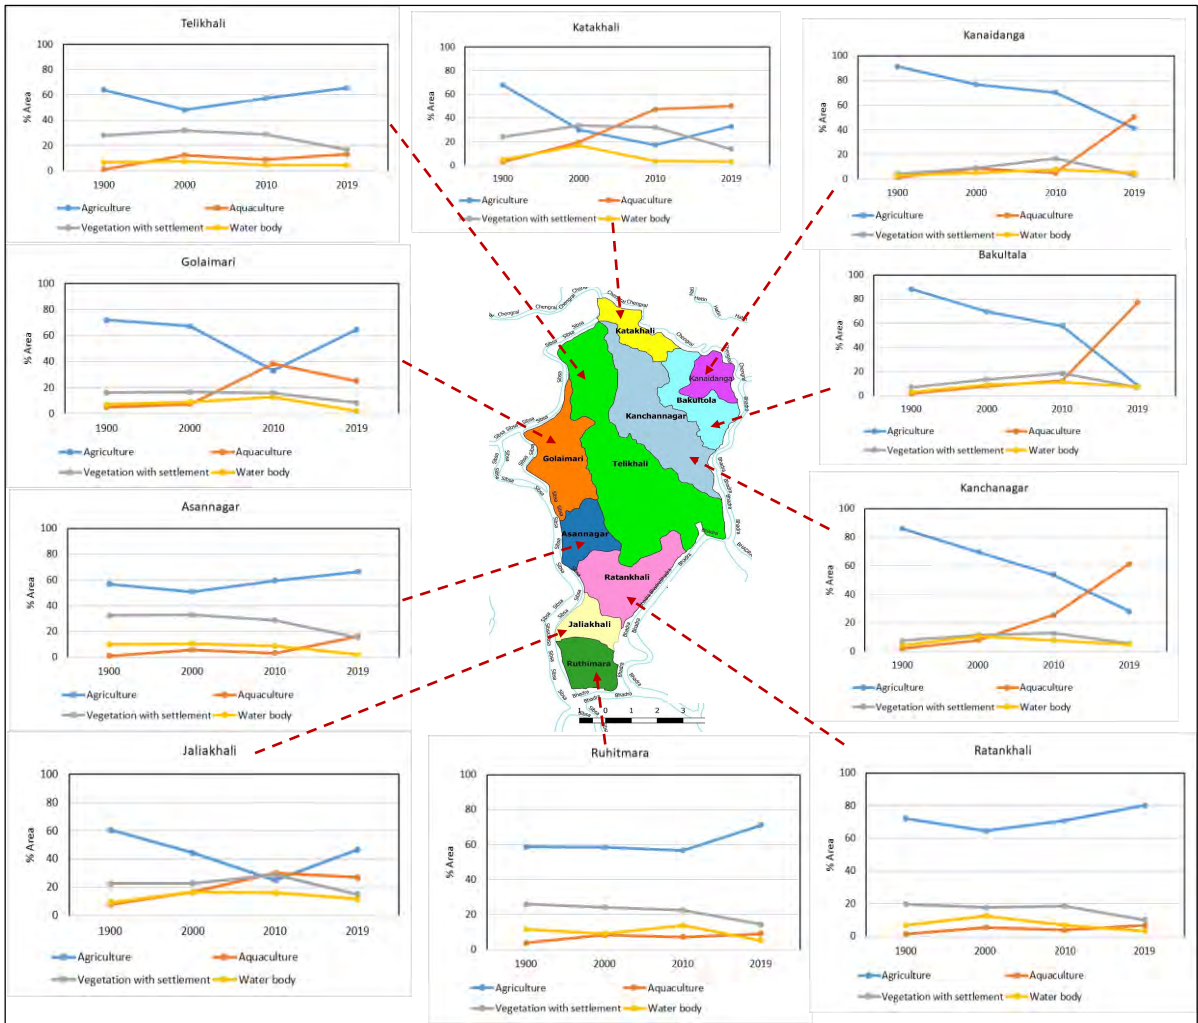 Telikhali
100
80
60
40
20
0
% Area
1900 2000 2010 2019
Agriculture Aquaculture
Vegetation with settlement Water body
Katakhali
100
80
60
40
20
0
% Area
1900 2000 2010 2019
Agriculture Aquaculture
Vegetation with settlement Water body
Kanaidanga
100
80
60
40
20
0
% Area
1900 2000 2010 2019
Agriculture Aquaculture
Vegetation with settlement Water body
Golaimari
100
80
60
40
20
0
% Area
1900 2000 2010 2019
Agriculture Aquaculture
Vegetation with settlement Water body
Bakultala
100
80
60
40
20
0
% Area
1900 2000 2010 2019
Agriculture Aquaculture
Vegetation with settlement Water body
Chengral Chengral
Katakhali
Kanaidanga
Bakultola
Kanchannagar
Telikhali
Golaimari
Asannagar
Ratankhali
Jaliakhali
Ruthimara
Sibsa
Bhadra
1 0 1 2 3
Asannagar
100
80
60
40
20
0
% Area
1900 2000 2010 2019
Agriculture Aquaculture
Vegetation with settlement Water body
Kanchanagar
100
80
60
40
20
0
% Area
1900 2000 2010 2019
Agriculture Aquaculture
Vegetation with settlement Water body
Jaliakhali
100
80
60
40
20
0
% Area
1900 2000 2010 2019
Agriculture Aquaculture
Vegetation with settlement Water body
Ruhitmara
100
80
60
40
20
0
% Area
1900 2000 2010 2019
Agriculture Aquaculture
Vegetation with settlement Water body
Ratankhali
100
80
60
40
20
0
% Area
1900 2000 2010 2019
Agriculture Aquaculture
Vegetation with settlement Water body